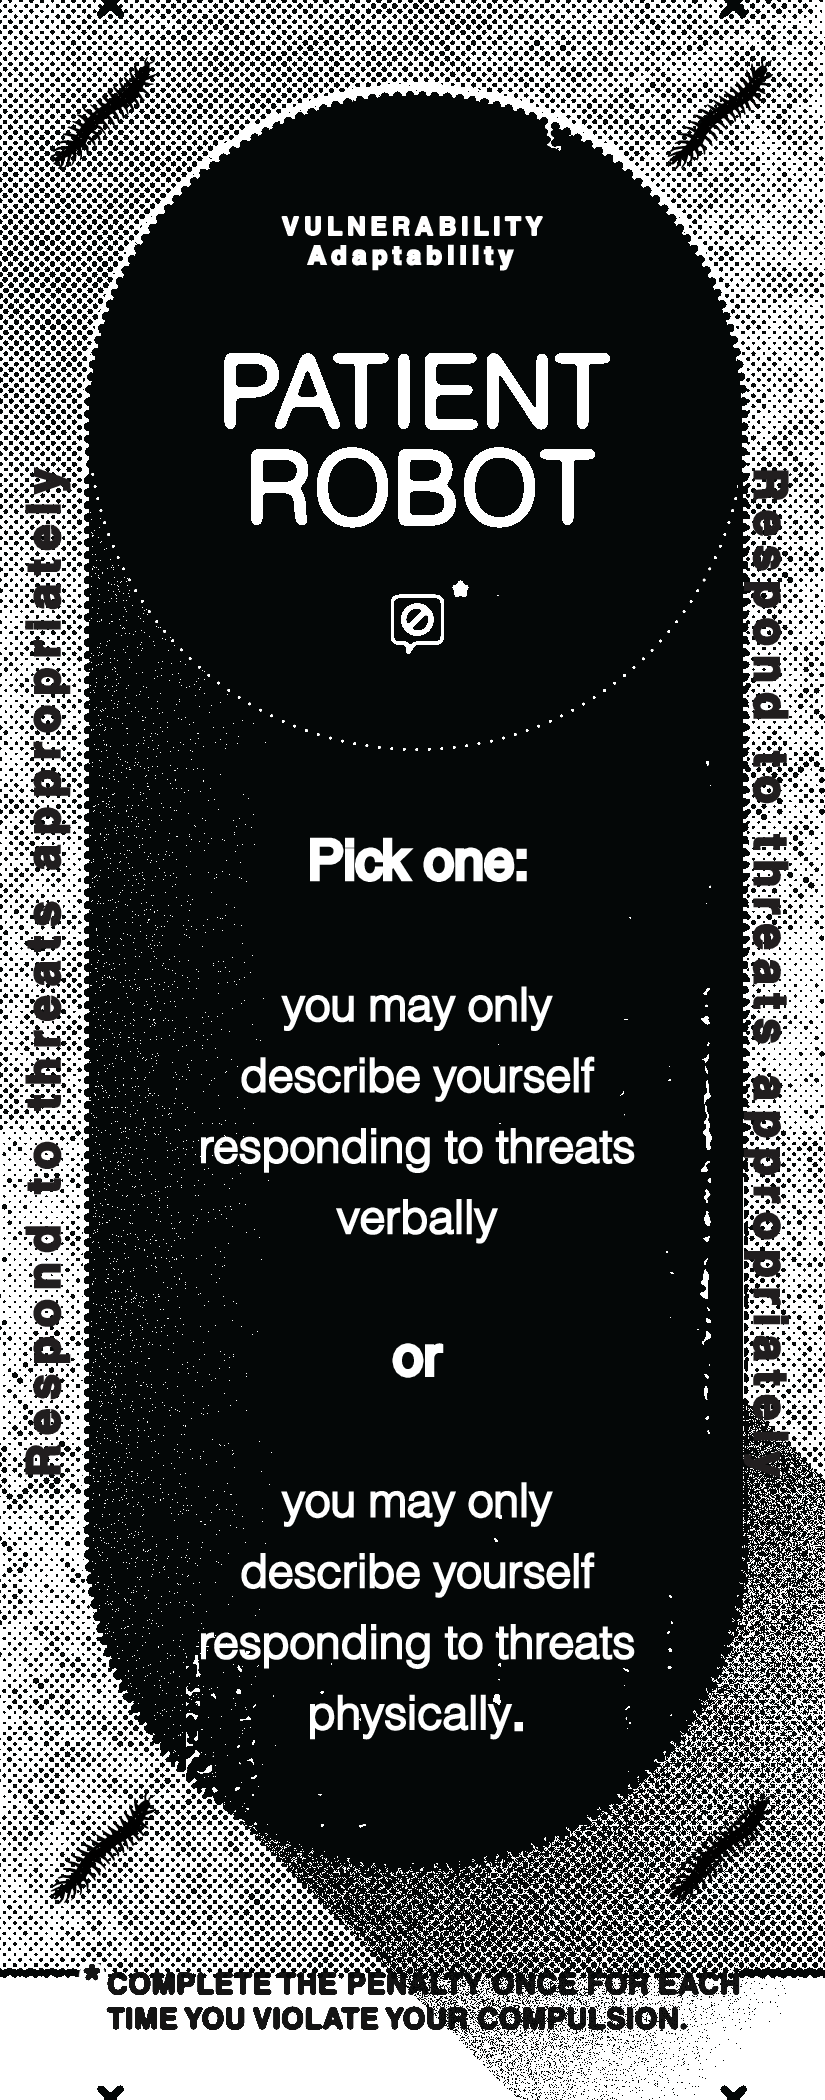 VULNERABILITY
Adaptability
PATIENT
ROBOT
Pick one:
you may only
describe yourself
responding to threats
verbally
or
you may only
describe yourself
responding to threats
physically.
Respond to threats appropriately
Respond to threats appropriately
* COMPLETE THE PENALTY ONCE FOR EACH
TIME YOU VIOLATE YOUR COMPULSION.